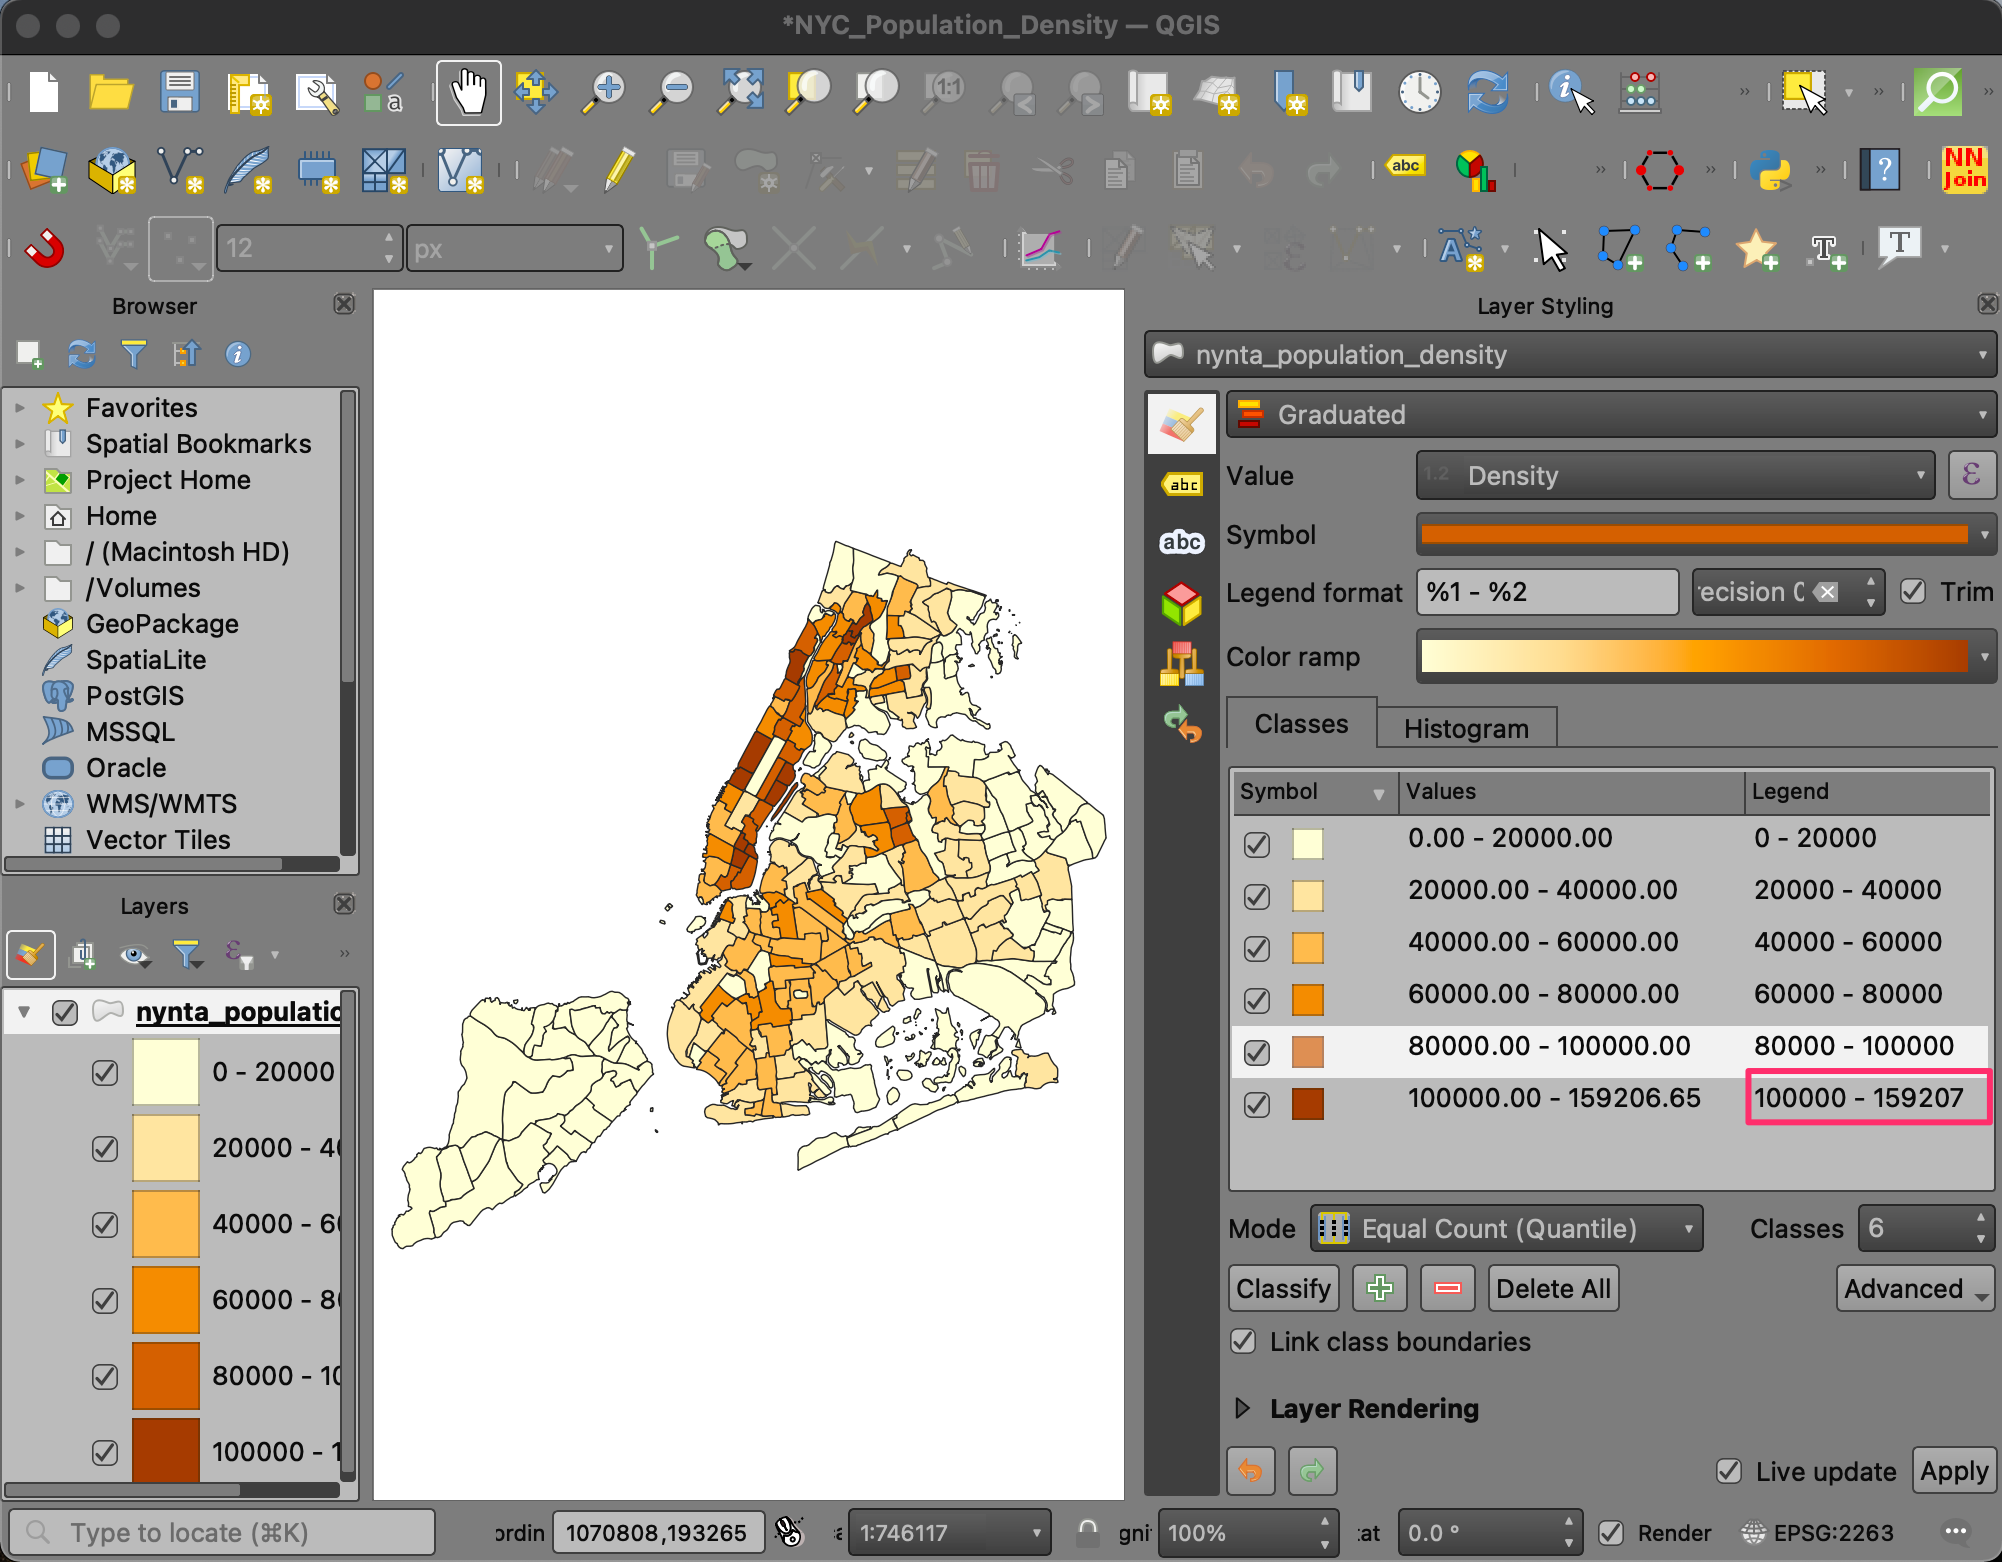 *NYC_Population_Density — QGIS
1:1
a
abc
?
NN
Join
12
px
A
T
T
Browser
Layer Styling
nynta_population_density
Favorites
Spatial Bookmarks
Project Home
Home
/ (Macintosh HD)
/Volumes
GeoPackage
SpatiaLite
PostGIS
MSSQL
Oracle
WMS/WMTS
Vector Tiles
Layers
nynta_populatic
0 - 20000
20000 - 40
40000 - 60
60000 - 80
80000 - 10
100000 - 1
abc
abc
Graduated
Value
1.2
Density
ε
Symbol
Legend format
%1 - %2
Trim
Color ramp
Classes
Histogram
Symbol
Values
Legend
0.00 - 20000.00
0 - 20000
20000.00 - 40000.00
20000 - 40000
40000.00 - 60000.00
40000 - 60000
60000.00 - 80000.00
60000 - 80000
80000.00 - 100000.00
80000 - 100000
100000.00 - 159206.65
100000 - 159207
Mode
Equal Count (Quantile)
Classes
6
Classify
Delete All
Advanced
Link class boundaries
Layer Rendering
Live update
Apply
Type to locate (⌘K)
ordin
1070808,193265
1:746117
gni
100%
tat
0.0 °
Render
EPSG:2263